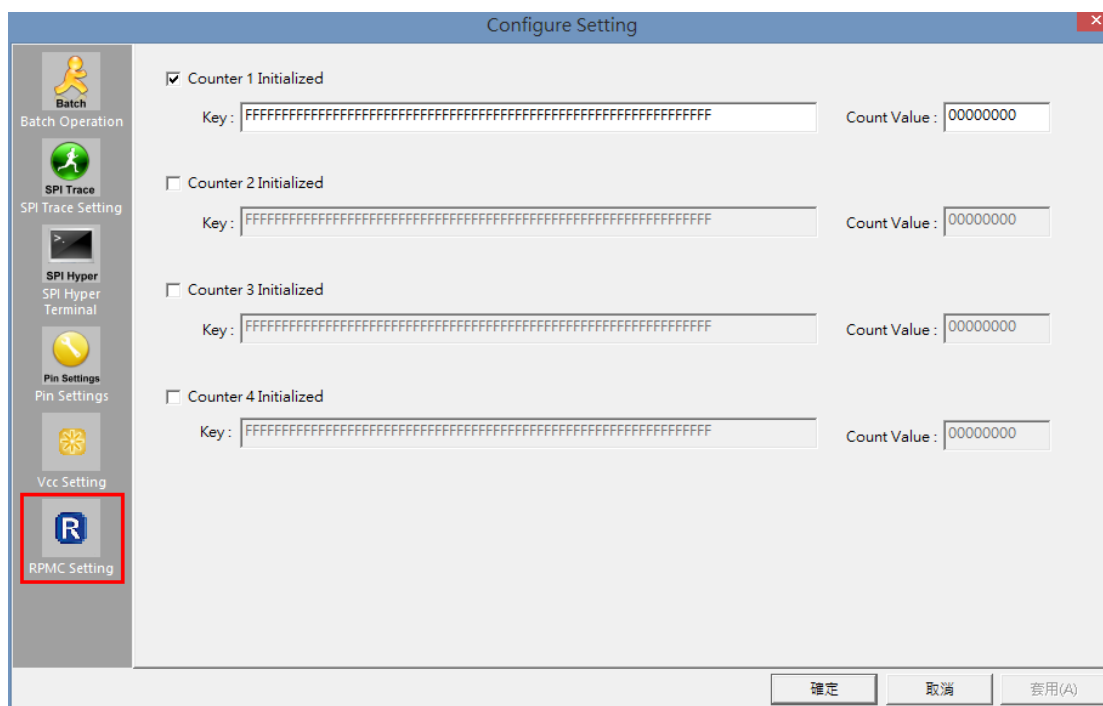 Configure Setting
Batch
Batch Operation
SPI Trace
SPI Trace Setting
SPI Hyper
SPI Hyper
Terminal
Pin Settings
Pin Settings
Vcc Setting
R
RPMC Setting
Counter 1 Initialized
Key : FFFFFFFFFFFFFFFFFFFFFFFFFFFFFFFFFFFFFFFFFFFFFFFFFFFFFFFFFFFFFFFF Count Value : 00000000
Counter 2 Initialized
Key : FFFFFFFFFFFFFFFFFFFFFFFFFFFFFFFFFFFFFFFFFFFFFFFFFFFFFFFFFFFFFFFF Count Value : 00000000
Counter 3 Initialized
Key : FFFFFFFFFFFFFFFFFFFFFFFFFFFFFFFFFFFFFFFFFFFFFFFFFFFFFFFFFFFFFFFF Count Value : 00000000
Counter 4 Initialized
Key : FFFFFFFFFFFFFFFFFFFFFFFFFFFFFFFFFFFFFFFFFFFFFFFFFFFFFFFFFFFFFFFF Count Value : 00000000
確定 取消 套用(A)